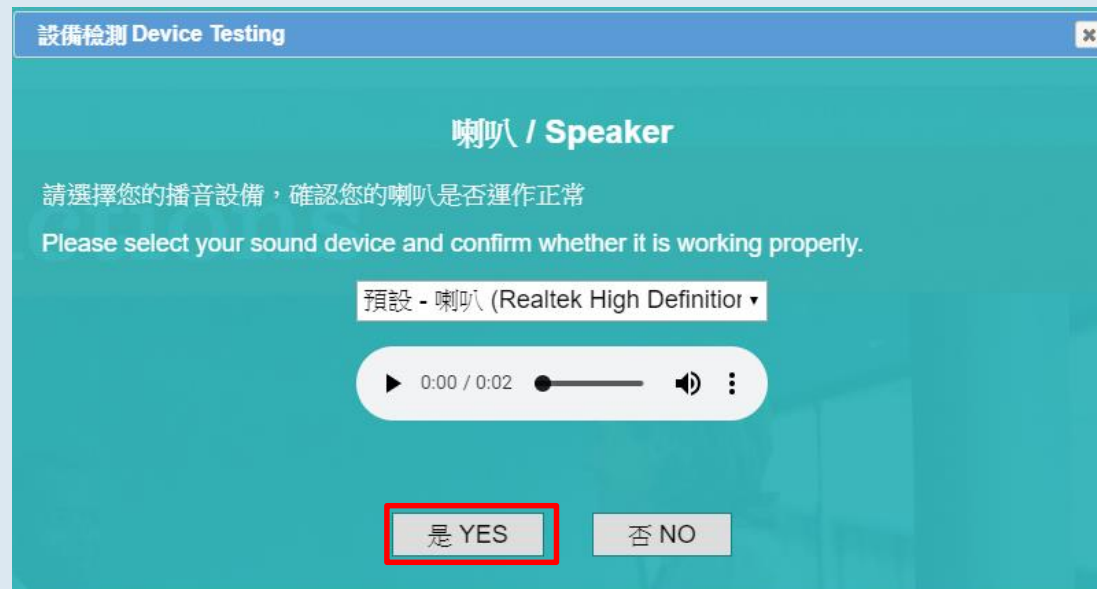 設備檢測 Device Testing
喇叭 / Speaker
請選擇您的播音設備，確認您的喇叭是否運作正常
Please select your sound device and confirm whether it is working properly.
預設 - 喇叭 (Realtek High Definition
0:00 / 0:02
是 YES
否 NO